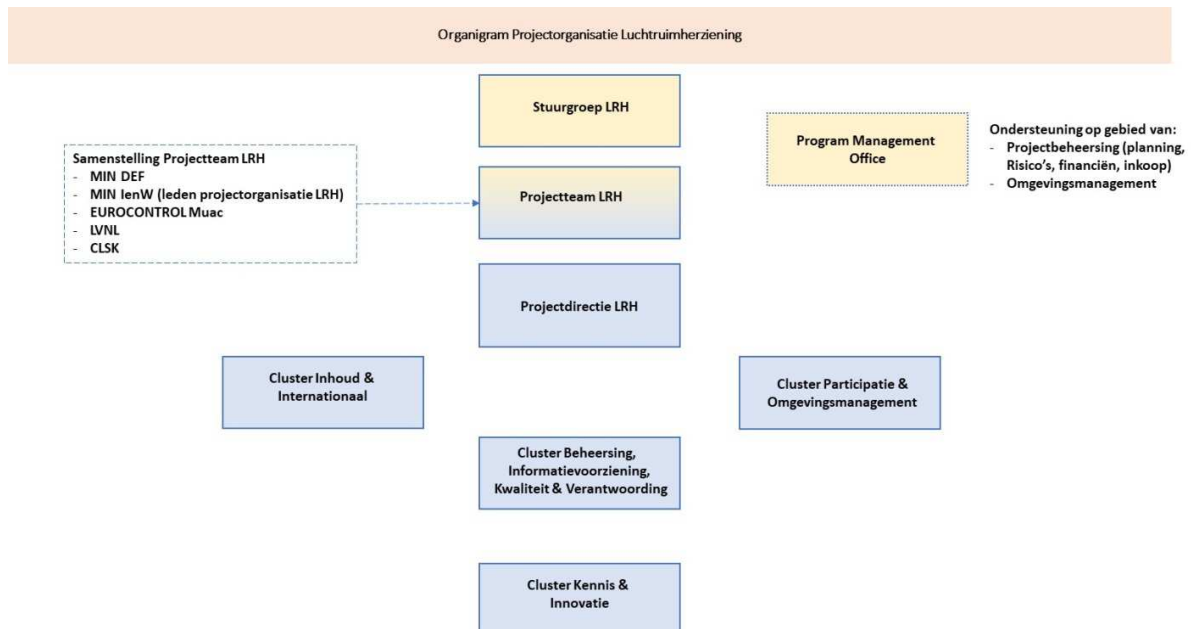 Organigram Projectorganisatie Luchtruimherziening
Stuurgroep LRH
Program Management
Office
Ondersteuning op gebied van:
- Projectbeheersing (planning,
Risico's, financiën, inkoop)
- Omgevingsmanagement
Samenstelling Projectteam LRH
- MIN DEF
- MIN IenW (leden projectorganisatie LRH)
- EUROCONTROL Muac
- LVNL
- CLSK
Projectteam LRH
Projectdirectie LRH
Cluster Inhoud &
Internationaal
Cluster Participatie &
Omgevingsmanagement
Cluster Beheersing,
Informatievoorziening,
Kwaliteit & Verantwoording
Cluster Kennis &
Innovatie